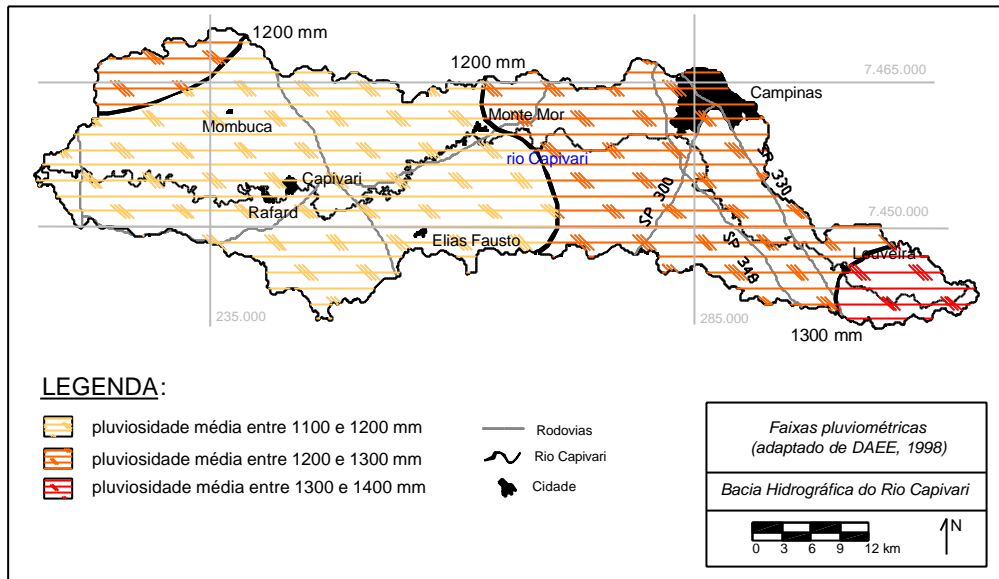 1200 mm
1200 mm
7.465.000
Campinas
Mombuca
Monte Mor
rio Capivari
SP 330
Capivari
Rafard
SP 300
7.450.000
Elias Fausto
SP 348
Louveira
235.000
285.000
1300 mm
LEGENDA:
pluviosidade média entre 1100 e 1200 mm
pluviosidade média entre 1200 e 1300 mm
pluviosidade média entre 1300 e 1400 mm
Rodovias
Rio Capivari
Cidade
Faixas pluviométricas
(adaptado de DAEE, 1998)
Bacia Hidrográfica do Rio Capivari
0 3 6 9 12 km
N